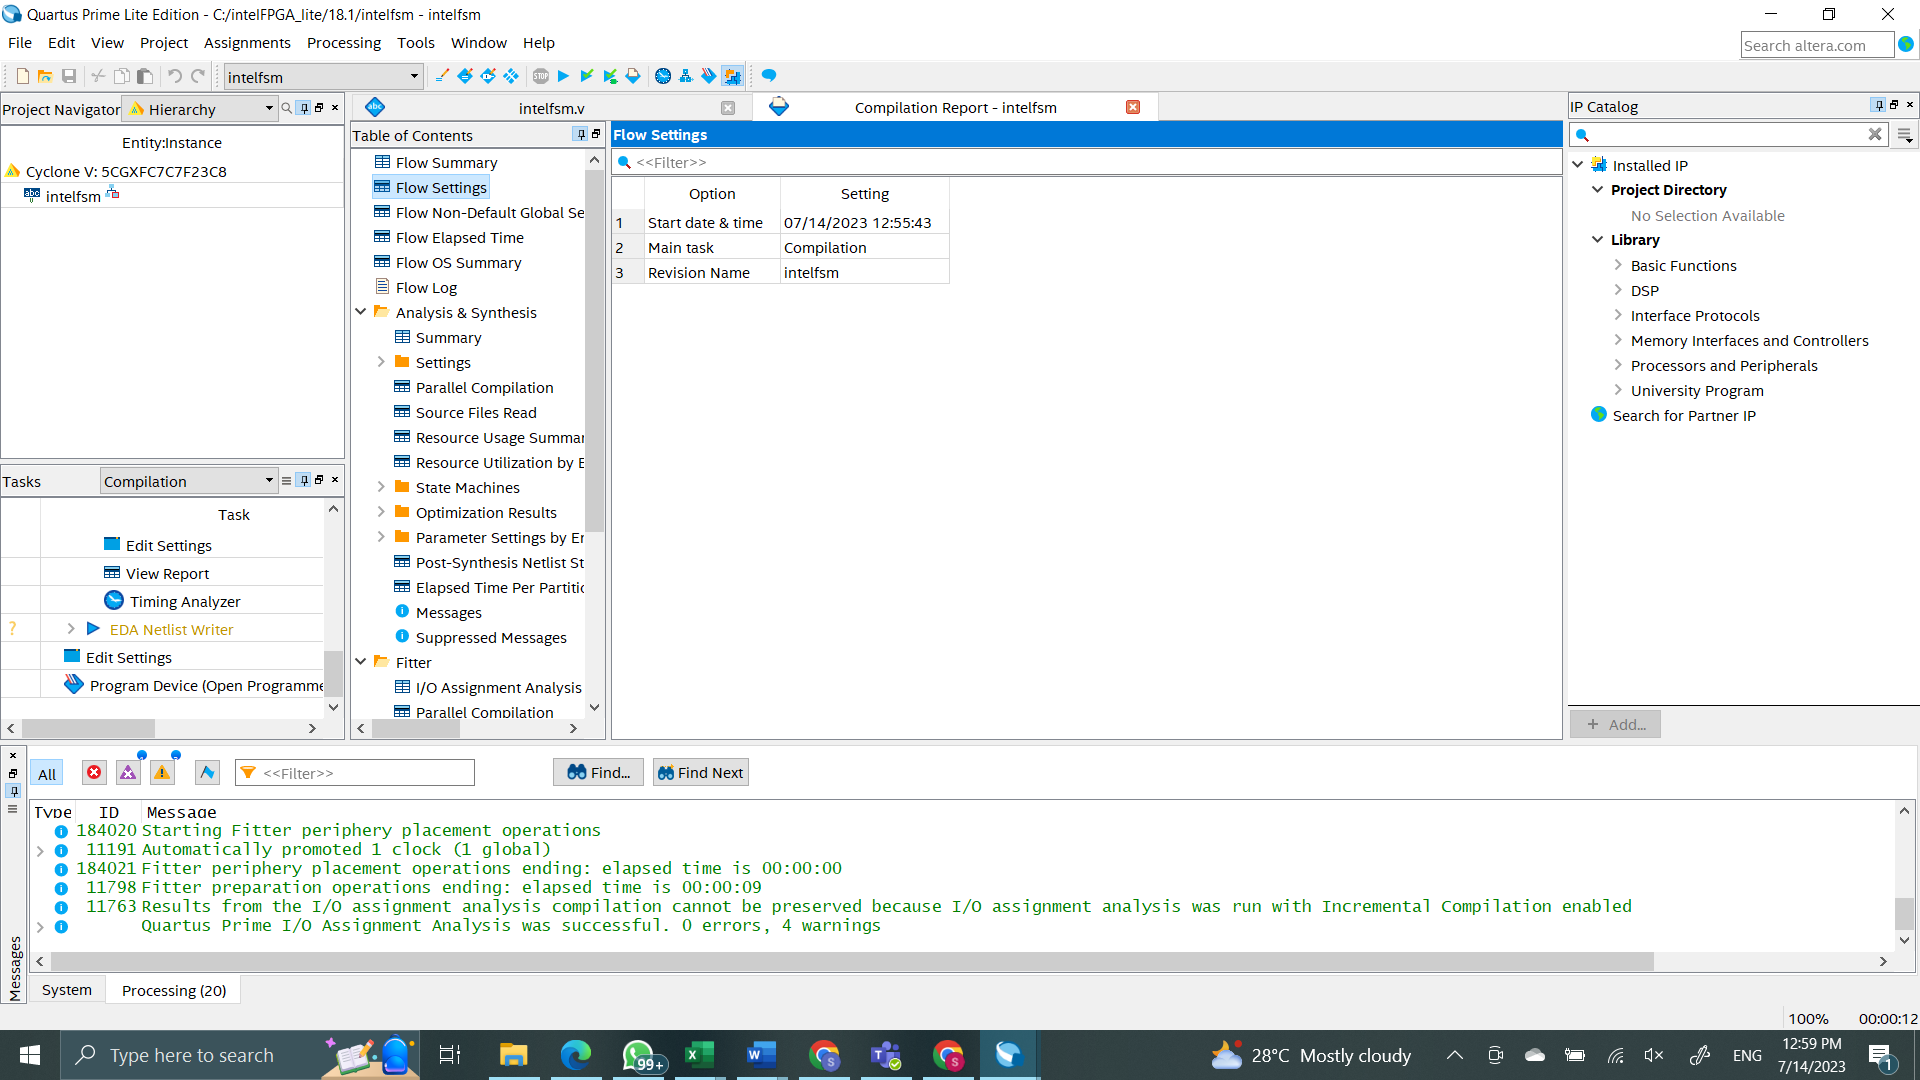 Quartus Prime Lite Edition - C:/intelFPGA_lite/18.1/intelfsm - intelfsm
File Edit View Project Assignments Processing Tools Window Help
Search altera.com
intelfsm
Project Navigator Hierarchy
Entity:Instance
Cyclone V: 5CGXFC7C7F23C8
intelfsm
Tasks Compilation
Task
Edit Settings
View Report
Timing Analyzer
? EDA Netlist Writer
Edit Settings
Program Device (Open Programme
intelfsm.v
Compilation Report - intelfsm
Table of Contents
Flow Summary
Flow Settings
Flow Non-Default Global Se
Flow Elapsed Time
Flow OS Summary
Flow Log
Analysis & Synthesis
Summary
Settings
Parallel Compilation
Source Files Read
Resource Usage Summar
Resource Utilization by E
State Machines
Optimization Results
Parameter Settings by Er
Post-Synthesis Netlist St
Elapsed Time Per Partitic
Messages
Suppressed Messages
Fitter
I/O Assignment Analysis
Parallel Compilation
Flow Settings
<<Filter>>
Option Setting
1 Start date & time 07/14/2023 12:55:43
2 Main task Compilation
3 Revision Name intelfsm
IP Catalog
Installed IP
Project Directory
No Selection Available
Library
Basic Functions
DSP
Interface Protocols
Memory Interfaces and Controllers
Processors and Peripherals
University Program
Search for Partner IP
+ Add...
All
<<Filter>>
Find...
Find Next
Type ID Message
184020 Starting Fitter periphery placement operations
11191 Automatically promoted 1 clock (1 global)
184021 Fitter periphery placement operations ending: elapsed time is 00:00:00
11798 Fitter preparation operations ending: elapsed time is 00:00:09
11763 Results from the I/O assignment analysis compilation cannot be preserved because I/O assignment analysis was run with Incremental Compilation enabled
Quartus Prime I/O Assignment Analysis was successful. 0 errors, 4 warnings
Messages
System Processing (20)
100% 00:00:12
Type here to search
99+
28°C Mostly cloudy
ENG
12:59 PM
7/14/2023
1